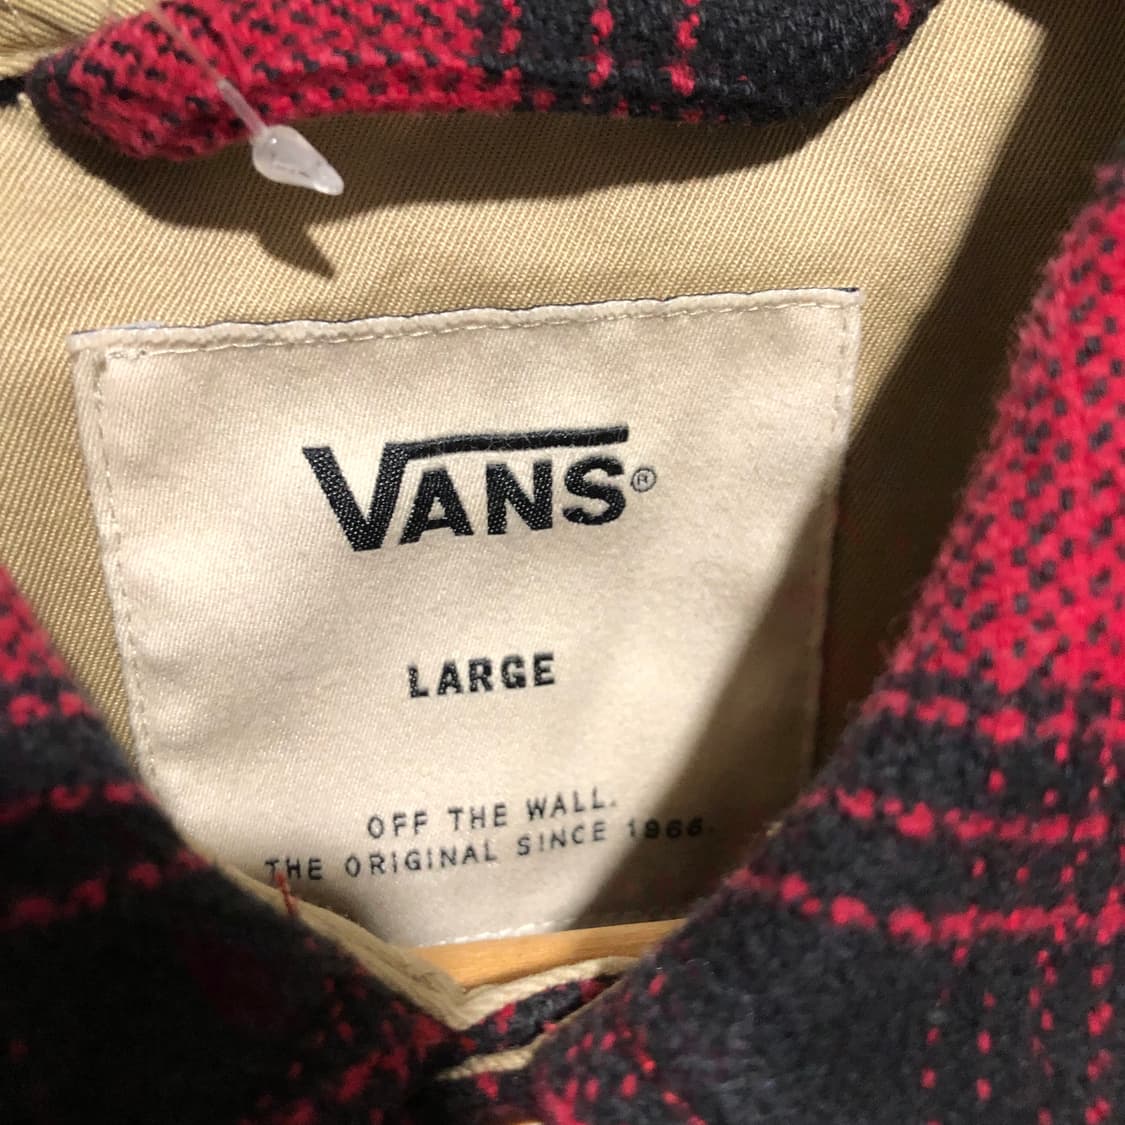 VANS®
LARGE
OFF THE WALL.
THE ORIGINAL SINCE 1966.